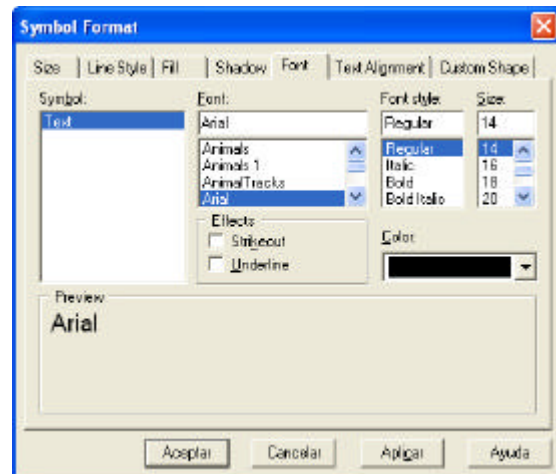 Symbol Format
Size Line Style Fill Shadow Font Text Alignment Custom Shape
Symbol: Font: Font style: Size:
Text Arial Regular 14
Animals Regular 14
Animals 1 Italic 16
AnimalTracks Bold 18
Arial Bold Italic 20
Effects
Strikeout Color:
Underline
Preview
Arial
Aceptar Cancelar Apligar Ayuda